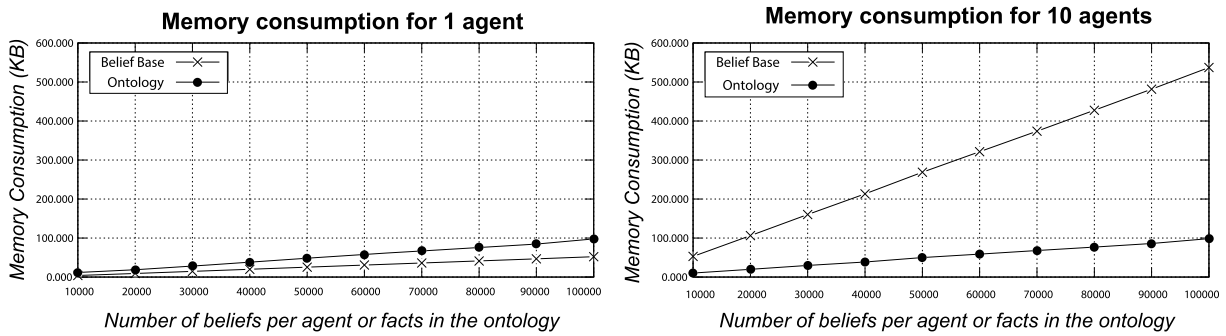 Memory consumption for 1 agent
Memory Consumption (KB)
600.000
500.000
400.000
300.000
200.000
100.000
0.000
Belief Base
Ontology
10000 20000 30000 40000 50000 60000 70000 80000 90000 100000
Number of beliefs per agent or facts in the ontology
Memory consumption for 10 agents
Memory Consumption (KB)
600.000
500.000
400.000
300.000
200.000
100.000
0.000
Belief Base
Ontology
10000 20000 30000 40000 50000 60000 70000 80000 90000 100000
Number of beliefs per agent or facts in the ontology